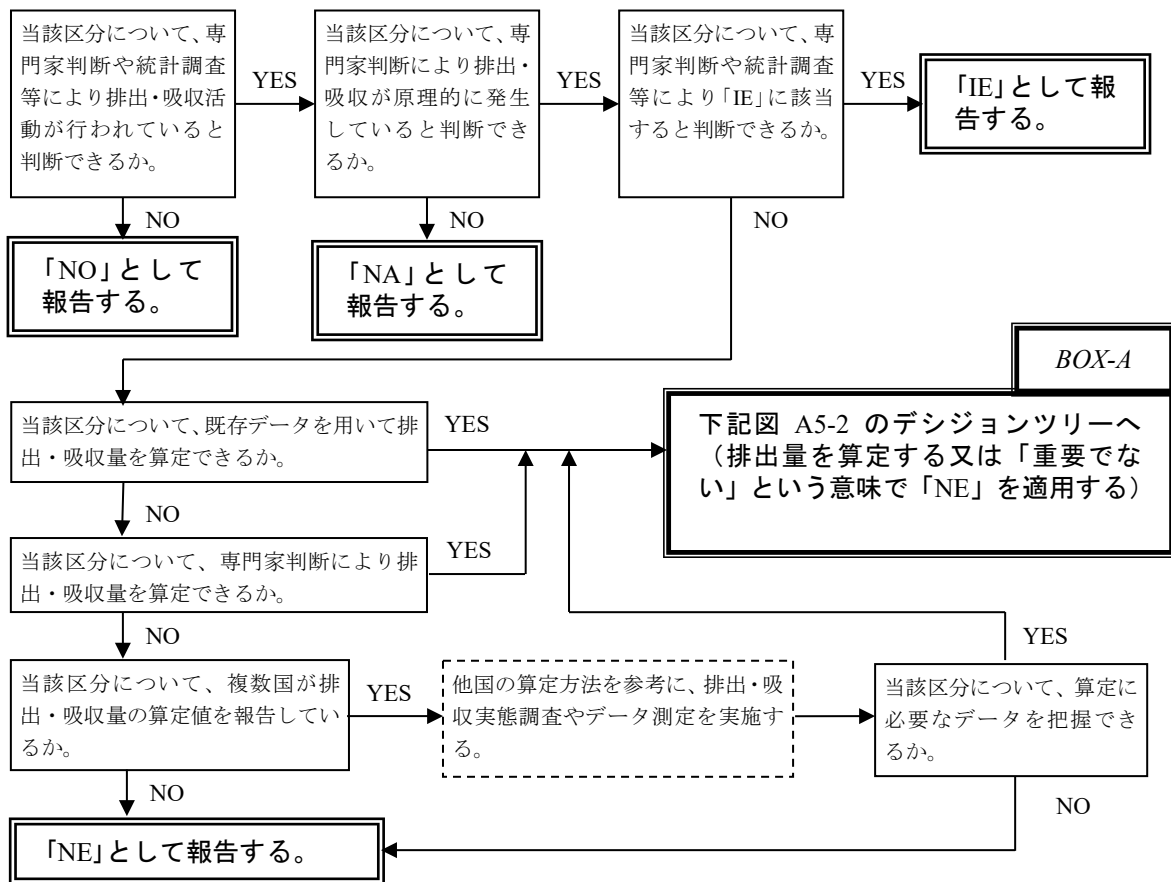 当該区分について、専
門家判断や統計調査
等により排出・吸収活
動が行われていると
判断できるか。
YES
当該区分について、専
門家判断により排出・
吸収が原理的に発生
していると判断でき
るか。
YES
当該区分について、専
門家判断や統計調査
等により「IE」に該当
すると判断できるか。
YES
「IE」として報
告する。
NO
NO
NO
「NO」として
報告する。
「NA」として
報告する。
BOX-A
下記図 A5-2 のデシジョンツリーへ
（排出量を算定する又は「重要でな
い」という意味で「NE」を適用する）
当該区分について、既存データを用いて排
出・吸収量を算定できるか。
YES
NO
当該区分について、専門家判断により排
出・吸収量を算定できるか。
YES
NO
YES
当該区分について、複数国が排
出・吸収量の算定値を報告してい
るか。
YES
他国の算定方法を参考に、排出・吸
収実態調査やデータ測定を実施す
る。
当該区分について、算定に
必要なデータを把握でき
るか。
NO
NO
「NE」として報告する。